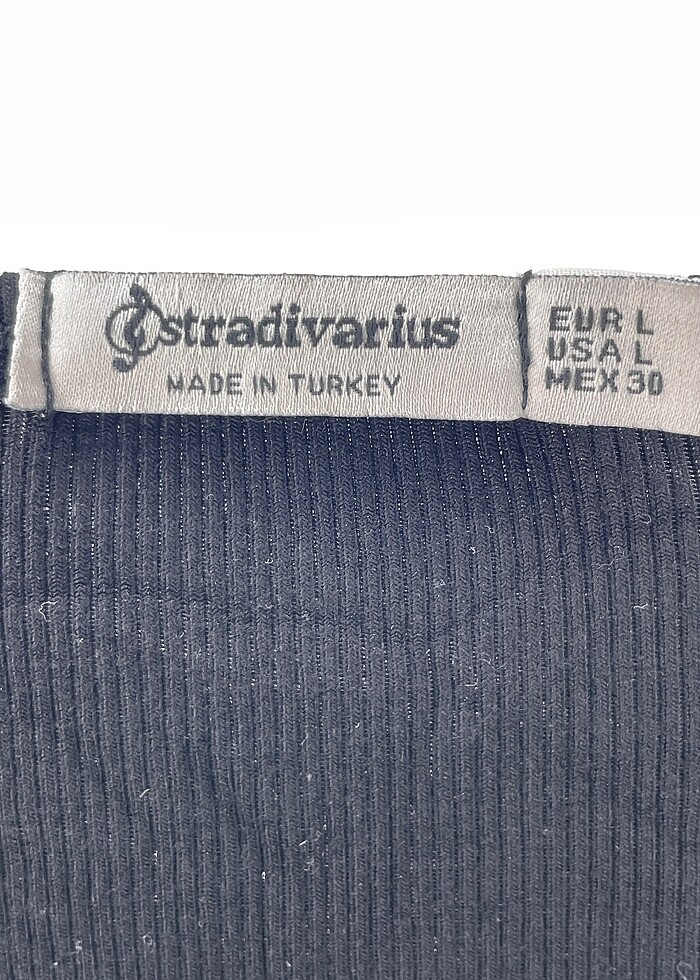 stradivarius
MADE IN TURKEY
EUR L
USA L
MEX 30